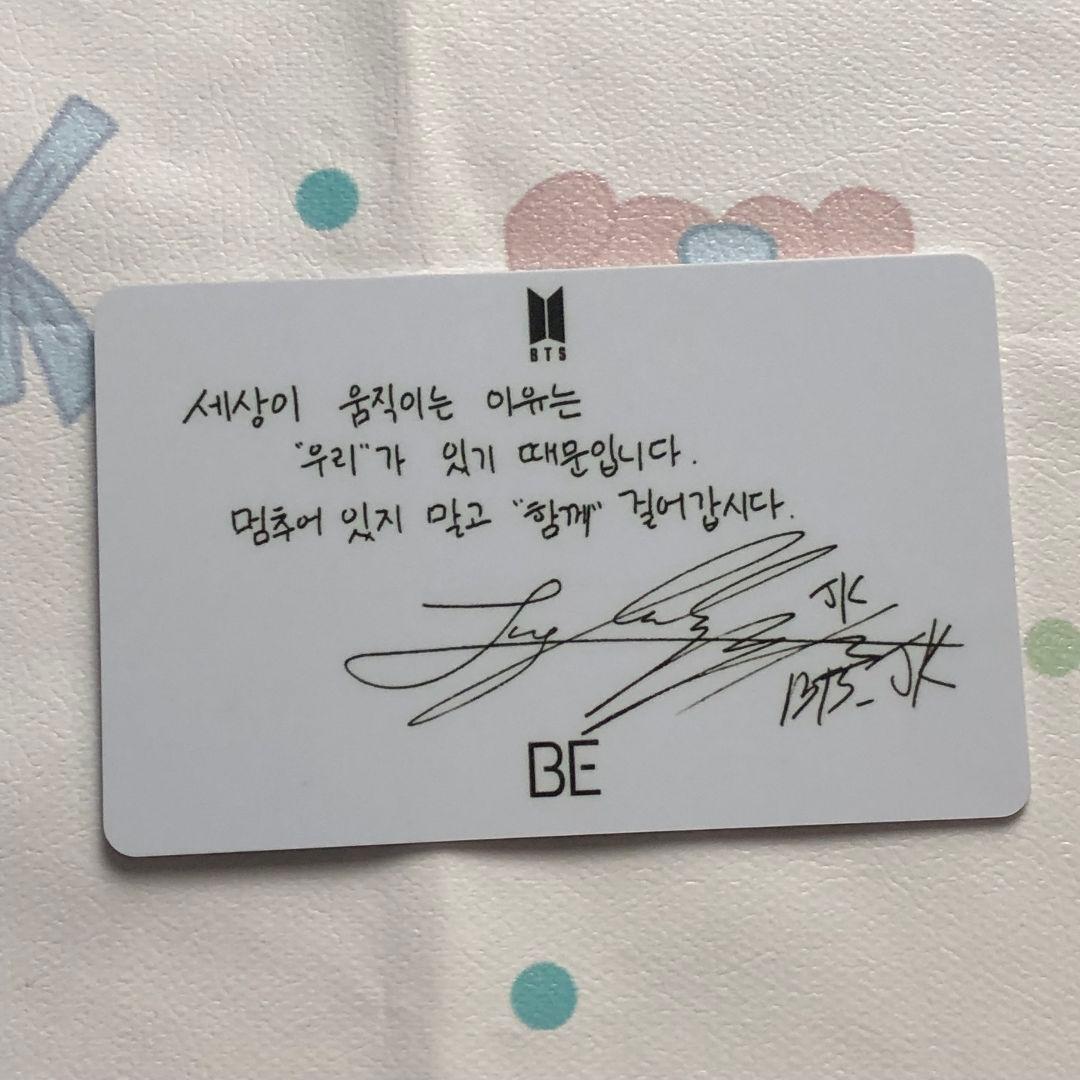 BTS
세상이 움직이는 이유는
"우리"가 있기 때문입니다.
멈추어 있지 말고 "함께" 걸어갑시다.
JK
BTS_JK
BE